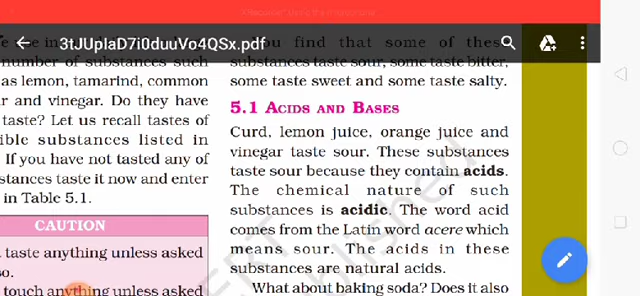 3tJUplaD7i0duuVo4QSx.pdf
number of substances such
as lemon, tamarind, common
r and vinegar. Do they have
taste? Let us recall tastes of
ible substances listed in
If you have not tasted any of
stances taste it now and enter
in Table 5.1.
CAUTION
taste anything unless asked
so.
touch anything unless asked
You find that some of these
substances taste sour, some taste bitter,
some taste sweet and some taste salty.
5.1 ACIDS AND BASES
Curd, lemon juice, orange juice and
vinegar taste sour. These substances
taste sour because they contain acids.
The chemical nature of such
substances is acidic. The word acid
comes from the Latin word acere which
means sour. The acids in these
substances are natural acids.
What about baking soda? Does it also